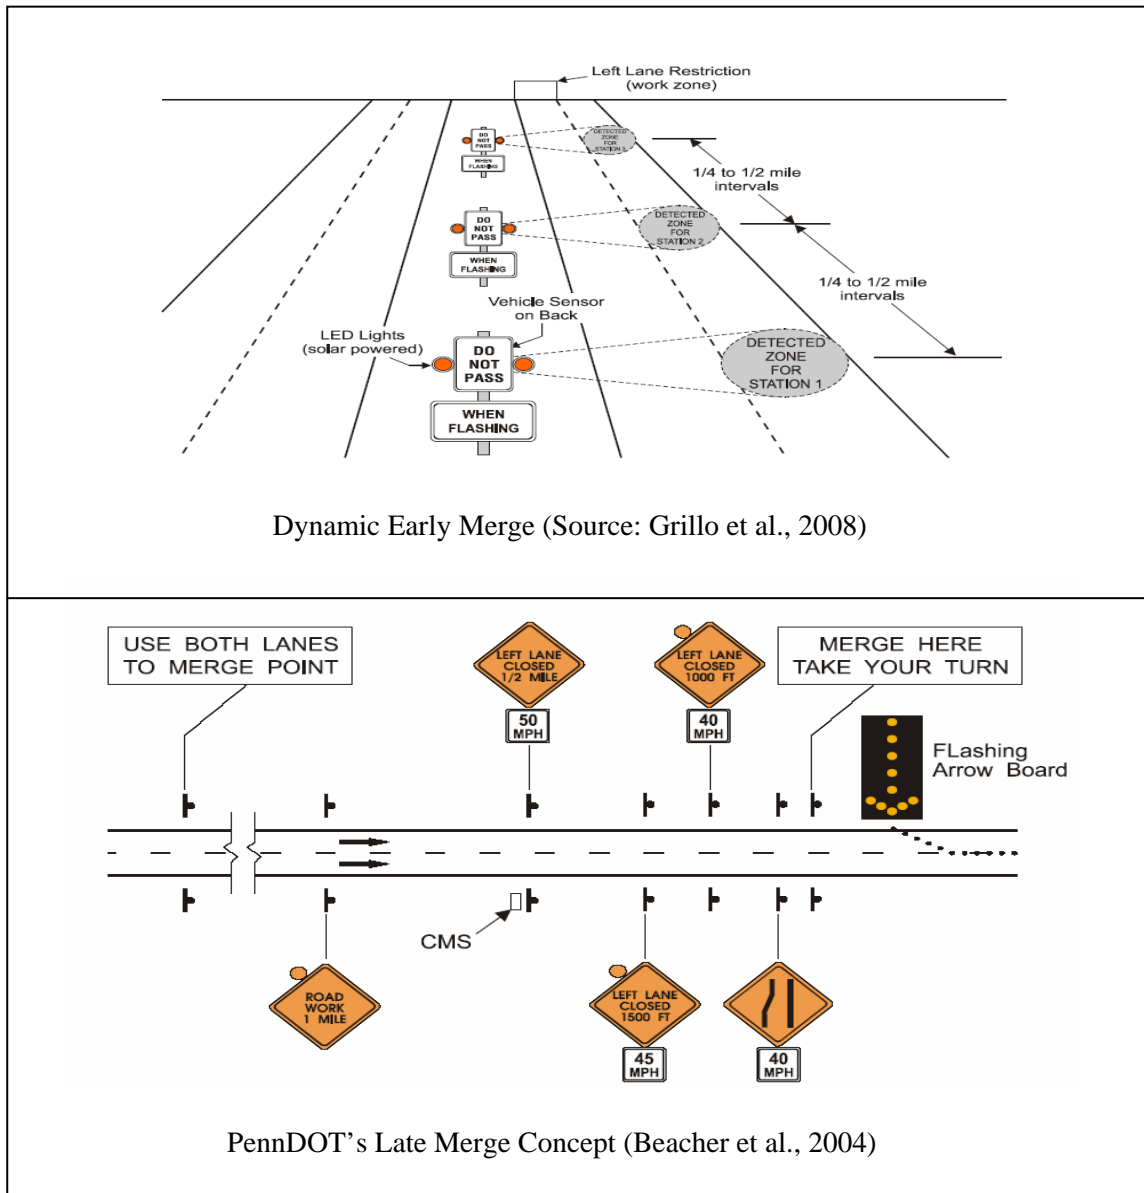 Left Lane Restriction
(work zone)
DO
NOT
PASS
WHEN
FLASHING
DETECTED
ZONE
FOR
STATION 3
1/4 to 1/2 mile
intervals
DO
NOT
PASS
WHEN
FLASHING
DETECTED
ZONE
FOR
STATION 2
1/4 to 1/2 mile
intervals
Vehicle Sensor
on Back
LED Lights
(solar powered)
DO
NOT
PASS
WHEN
FLASHING
DETECTED
ZONE
FOR
STATION 1
Dynamic Early Merge (Source: Grillo et al., 2008)
USE BOTH LANES
TO MERGE POINT
LEFT LANE
CLOSED
1/2 MILE
50
MPH
LEFT LANE
CLOSED
1000 FT
40
MPH
MERGE HERE
TAKE YOUR TURN
FLashing
Arrow Board
CMS
ROAD
WORK
1 MILE
LEFT LANE
CLOSED
1500 FT
45
MPH
40
MPH
PennDOT's Late Merge Concept (Beacher et al., 2004)